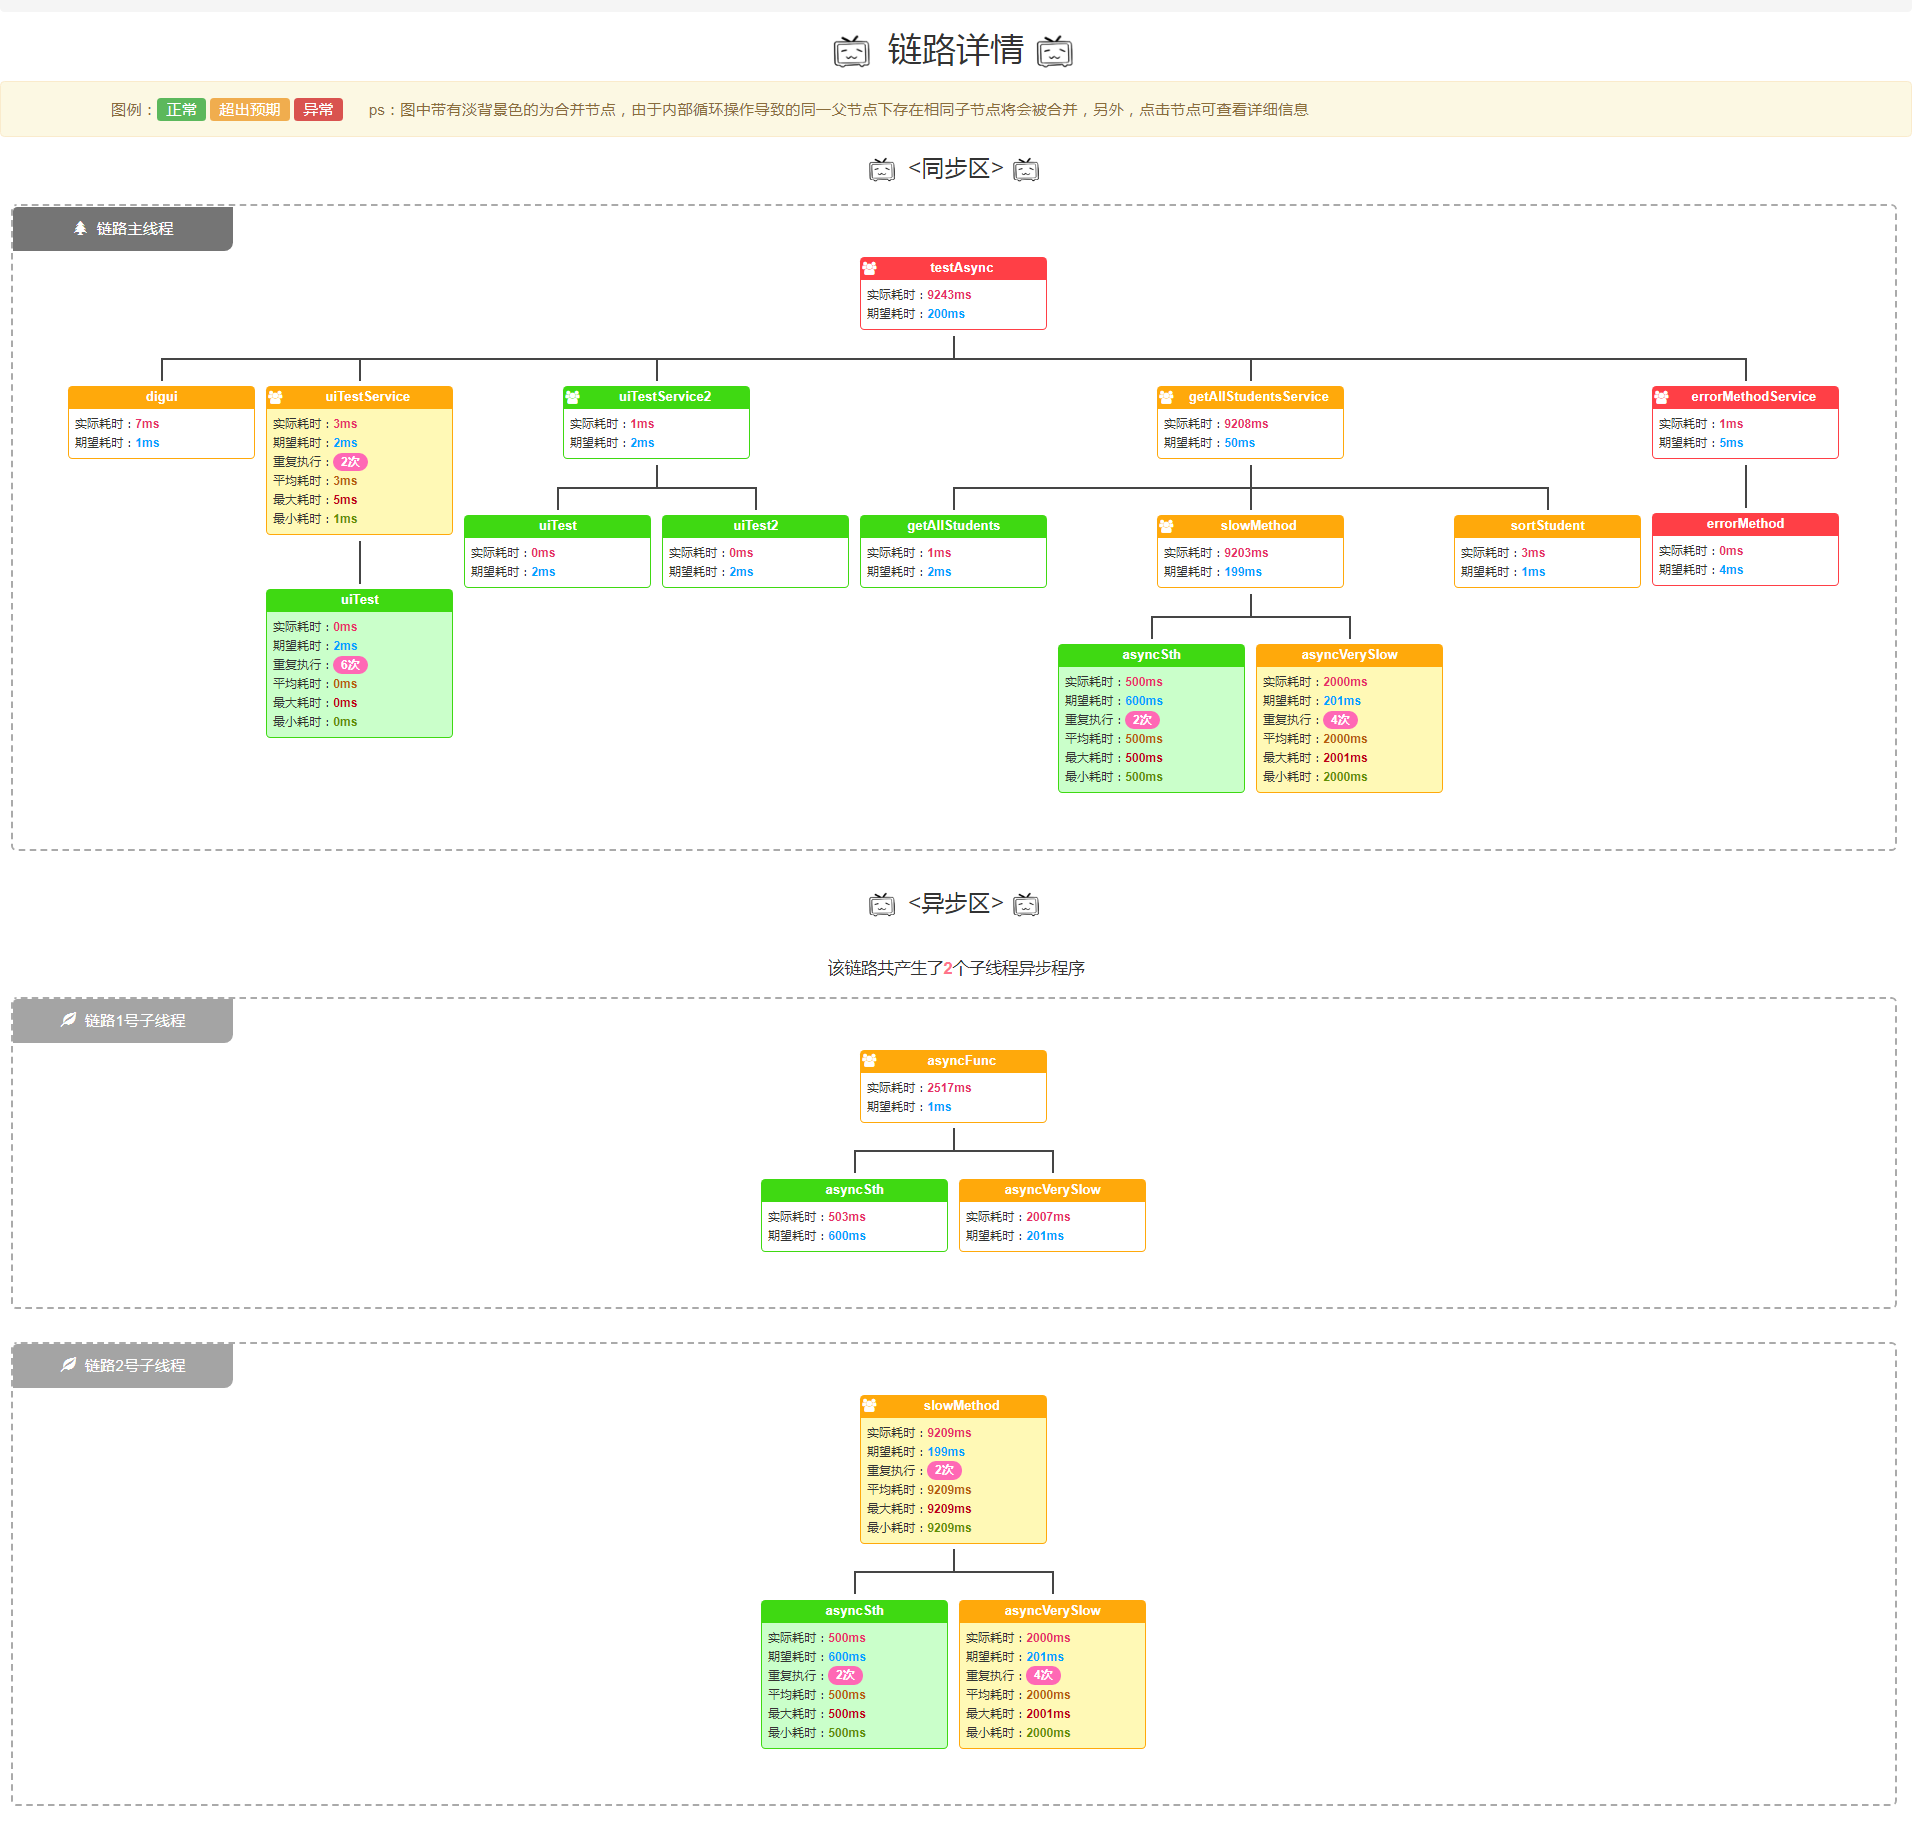 链路详情
图例：正常 超出预期 异常 ps：图中带有淡背景色的为合并节点，由于内部循环操作导致的同一父节点下存在相同子节点将会被合并，另外，点击节点可查看详细信息
<同步区>
链路主线程
testAsync
实际耗时：9243ms
期望耗时：200ms
digui
实际耗时：7ms
期望耗时：1ms
uiTestService
实际耗时：3ms
期望耗时：2ms
重复执行：2次
平均耗时：3ms
最大耗时：5ms
最小耗时：1ms
uiTestService2
实际耗时：1ms
期望耗时：2ms
getAllStudentsService
实际耗时：9208ms
期望耗时：50ms
errorMethodService
实际耗时：1ms
期望耗时：5ms
uiTest
实际耗时：0ms
期望耗时：2ms
uiTest2
实际耗时：0ms
期望耗时：2ms
getAllStudents
实际耗时：1ms
期望耗时：2ms
slowMethod
实际耗时：9203ms
期望耗时：199ms
sortStudent
实际耗时：3ms
期望耗时：1ms
errorMethod
实际耗时：0ms
期望耗时：4ms
uiTest
实际耗时：0ms
期望耗时：2ms
重复执行：6次
平均耗时：0ms
最大耗时：0ms
最小耗时：0ms
asyncSth
实际耗时：500ms
期望耗时：600ms
重复执行：2次
平均耗时：500ms
最大耗时：500ms
最小耗时：500ms
asyncVerySlow
实际耗时：2000ms
期望耗时：201ms
重复执行：4次
平均耗时：2000ms
最大耗时：2001ms
最小耗时：2000ms
<异步区>
该链路共产生了2个子线程异步程序
链路1号子线程
asyncFunc
实际耗时：2517ms
期望耗时：1ms
asyncSth
实际耗时：503ms
期望耗时：600ms
asyncVerySlow
实际耗时：2007ms
期望耗时：201ms
链路2号子线程
slowMethod
实际耗时：9209ms
期望耗时：199ms
重复执行：2次
平均耗时：9209ms
最大耗时：9209ms
最小耗时：9209ms
asyncSth
实际耗时：500ms
期望耗时：600ms
重复执行：2次
平均耗时：500ms
最大耗时：500ms
最小耗时：500ms
asyncVerySlow
实际耗时：2000ms
期望耗时：201ms
重复执行：4次
平均耗时：2000ms
最大耗时：2001ms
最小耗时：2000ms